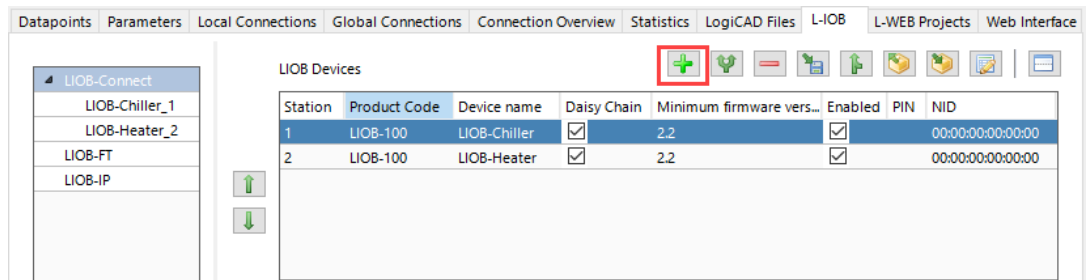 Datapoints Parameters Local Connections Global Connections Connection Overview Statistics LogiCAD Files L-IOB L-WEB Projects Web Interface
LIOB-Connect
LIOB-Chiller_1
LIOB-Heater_2
LIOB-FT
LIOB-IP
LIOB Devices
Station Product Code Device name Daisy Chain Minimum firmware vers... Enabled PIN NID
1 LIOB-100 LIOB-Chiller 2.2 00:00:00:00:00:00
2 LIOB-100 LIOB-Heater 2.2 00:00:00:00:00:00